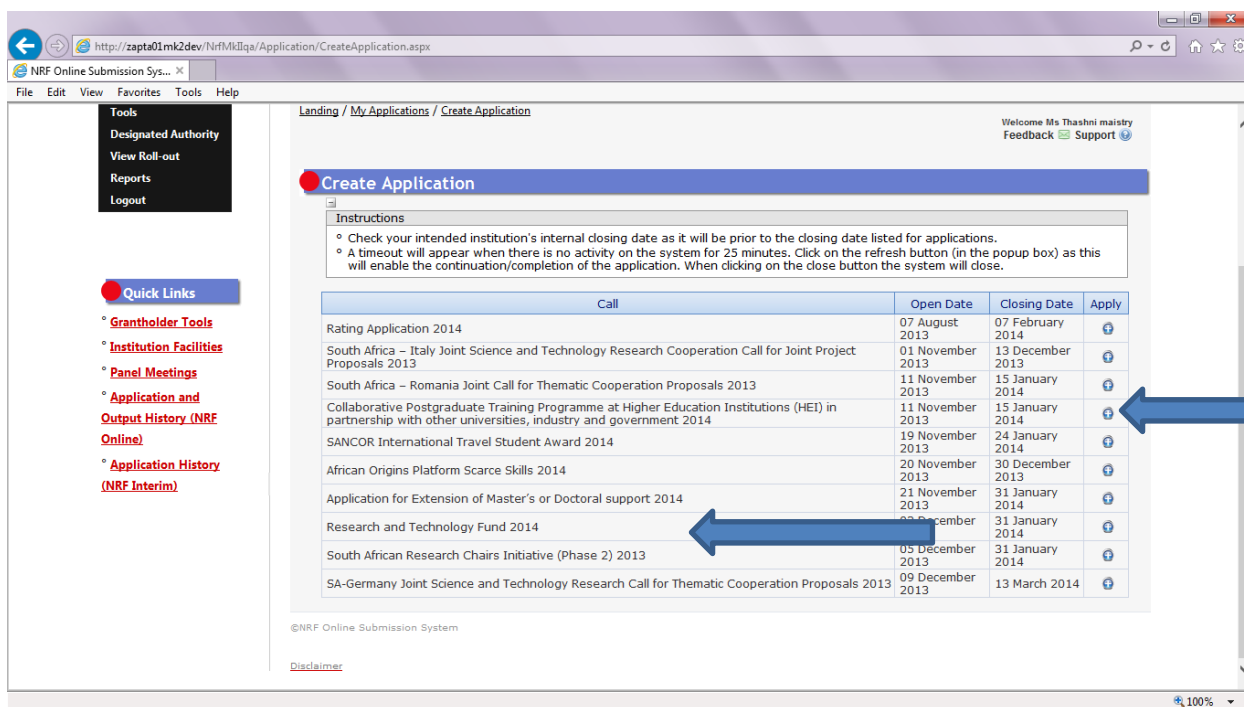 http://zapta01mk2dev/NrfMkIIqa/Application/CreateApplication.aspx
NRF Online Submission Sys...
File Edit View Favorites Tools Help
Tools
Designated Authority
View Roll-out
Reports
Logout
Quick Links
° Grantholder Tools
° Institution Facilities
° Panel Meetings
° Application and
Output History (NRF
Online)
° Application History
(NRF Interim)
Landing / My Applications / Create Application
Welcome Ms Thashni maistry
Feedback Support
Create Application
Instructions
° Check your intended institution's internal closing date as it will be prior to the closing date listed for applications.
° A timeout will appear when there is no activity on the system for 25 minutes. Click on the refresh button (in the popup box) as this
will enable the continuation/completion of the application. When clicking on the close button the system will close.
Call Open Date Closing Date Apply
Rating Application 2014
07 August
2013
07 February
2014
South Africa – Italy Joint Science and Technology Research Cooperation Call for Joint Project
Proposals 2013
01 November
2013
13 December
2013
South Africa – Romania Joint Call for Thematic Cooperation Proposals 2013
11 November
2013
15 January
2014
Collaborative Postgraduate Training Programme at Higher Education Institutions (HEI) in
partnership with other universities, industry and government 2014
11 November
2013
15 January
2014
SANCOR International Travel Student Award 2014
19 November
2013
24 January
2014
African Origins Platform Scarce Skills 2014
20 November
2013
30 December
2013
Application for Extension of Master's or Doctoral support 2014
21 November
2013
31 January
2014
Research and Technology Fund 2014
31 January
2014
South African Research Chairs Initiative (Phase 2) 2013
05 December
2013
31 January
2014
SA-Germany Joint Science and Technology Research Call for Thematic Cooperation Proposals 2013
09 December
2013
13 March 2014
©NRF Online Submission System
Disclaimer
100%